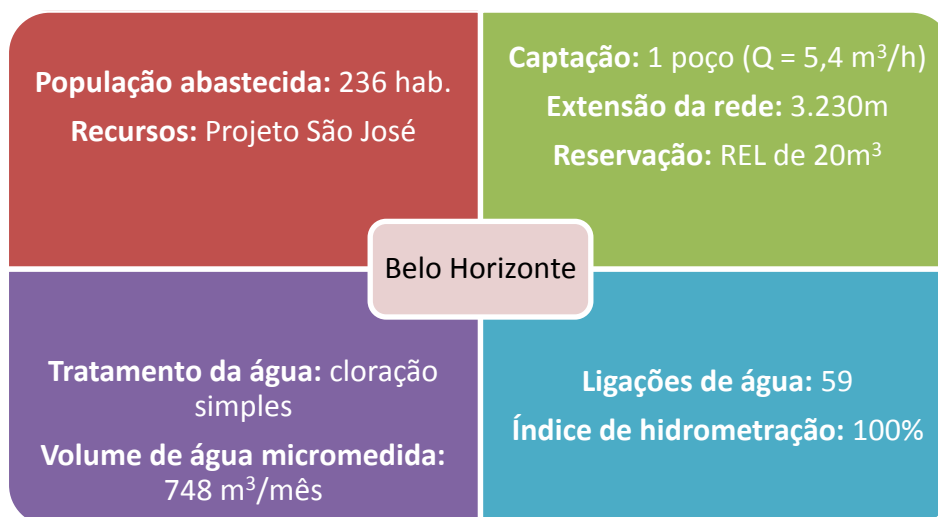 População abastecida: 236 hab.
Recursos: Projeto São José
Captação: 1 poço (Q = 5,4 m³/h)
Extensão da rede: 3.230m
Reservação: REL de 20m³
Belo Horizonte
Tratamento da água: cloração
simples
Volume de água micromedida:
748 m³/mês
Ligações de água: 59
Índice de hidrometração: 100%